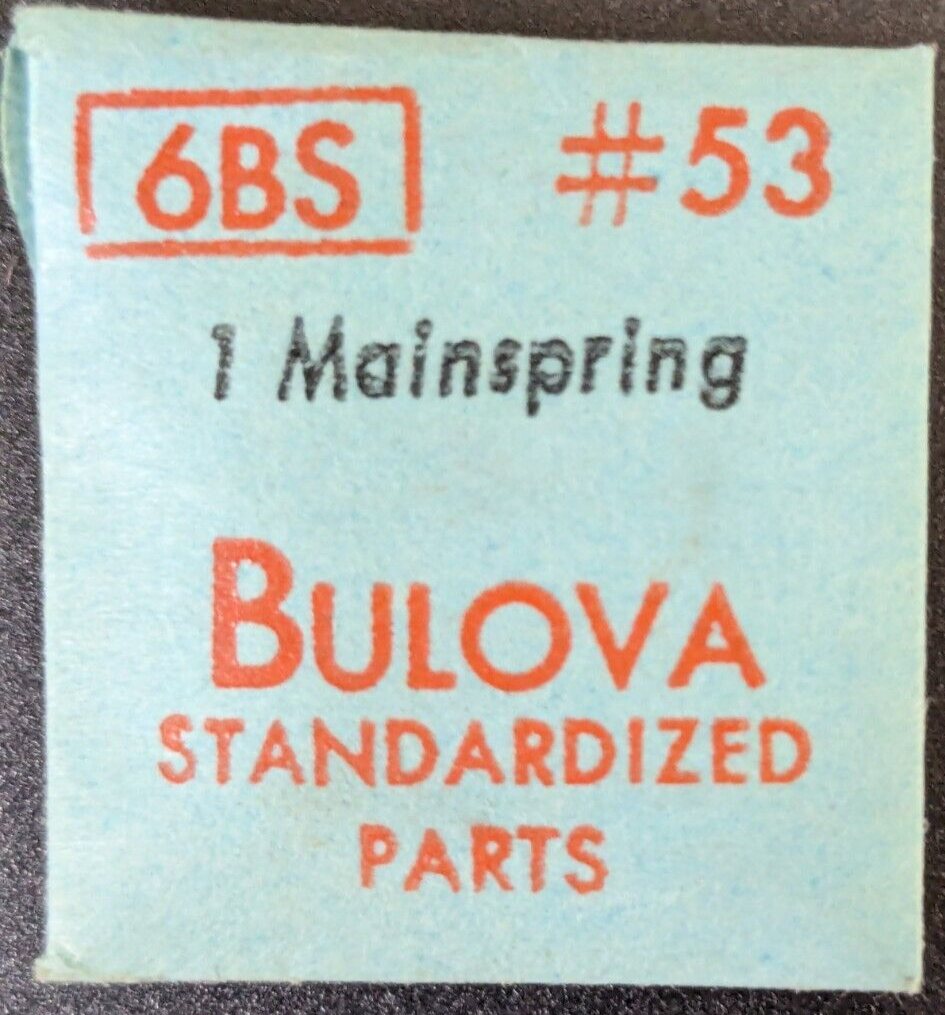 6BS #53
1 Mainspring
BULOVA
STANDARDIZED
PARTS